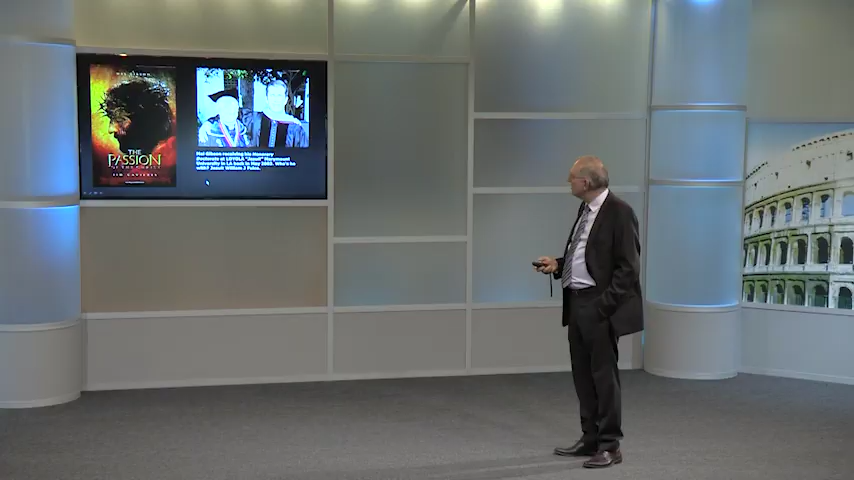 MEL GIBSON
THE
PASSION
OF THE CHRIST
JIM CAVIEZEL
Mel Gibson receiving his Honorary
Doctorate at LOYOLA "Jesuit" Marymount
University in LA back in May 2003. Who's he
with? Jesuit William J Fulco.